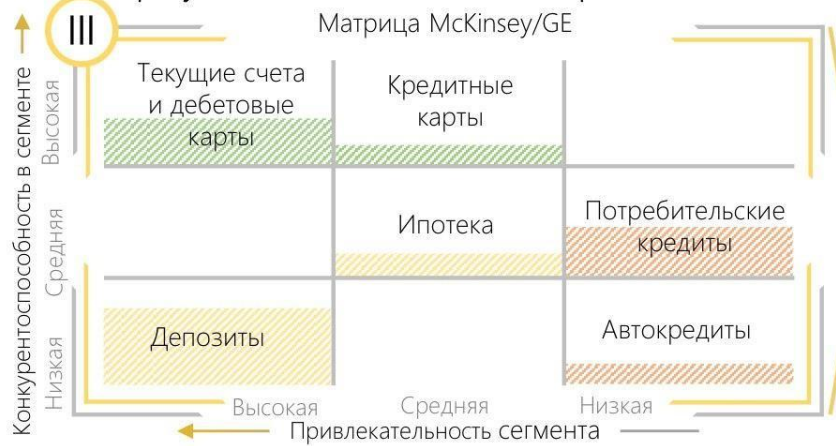 III
Матрица McKinsey/GE
Конкурентоспособность в сегменте
Высокая
Текущие счета
и дебетовые
карты
Кредитные
карты
Средняя
Ипотека
Потребительские
кредиты
Низкая
Депозиты
Автокредиты
Высокая
Средняя
Низкая
Привлекательность сегмента